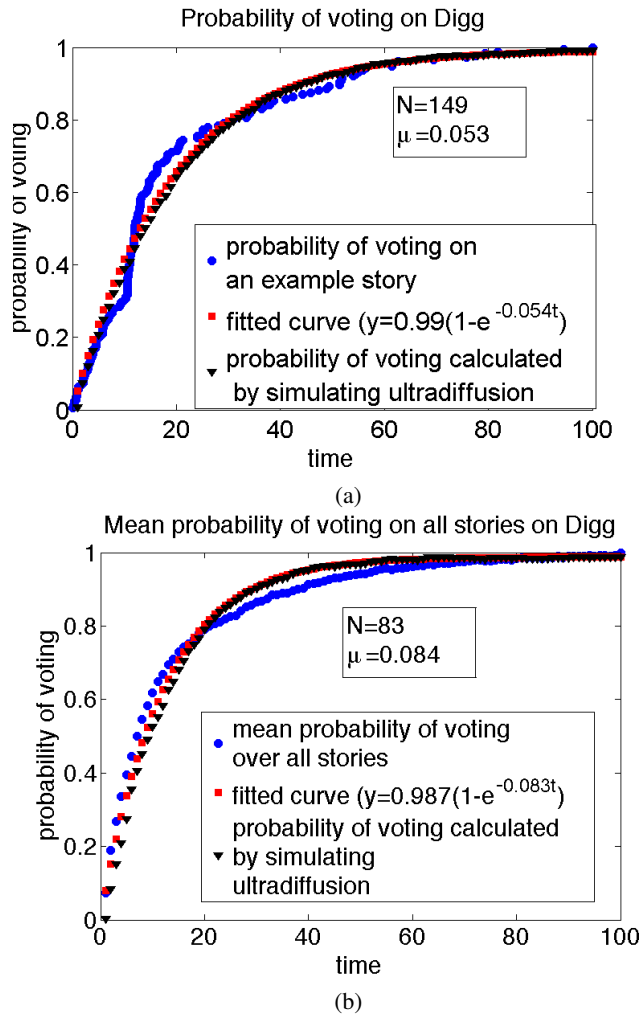 Probability of voting on Digg
1
0.8
0.6
0.4
0.2
0
probability of voting
N=149
μ=0.053
probability of voting on
an example story
fitted curve (y=0.99(1-e^-0.054t)
probability of voting calculated
by simulating ultradiffusion
0 20 40 60 80 100
time
(a)
Mean probability of voting on all stories on Digg
1
0.8
0.6
0.4
0.2
0
probability of voting
N=83
μ=0.084
mean probability of voting
over all stories
fitted curve (y=0.987(1-e^-0.083t)
probability of voting calculated
by simulating
ultradiffusion
0 20 40 60 80 100
time
(b)